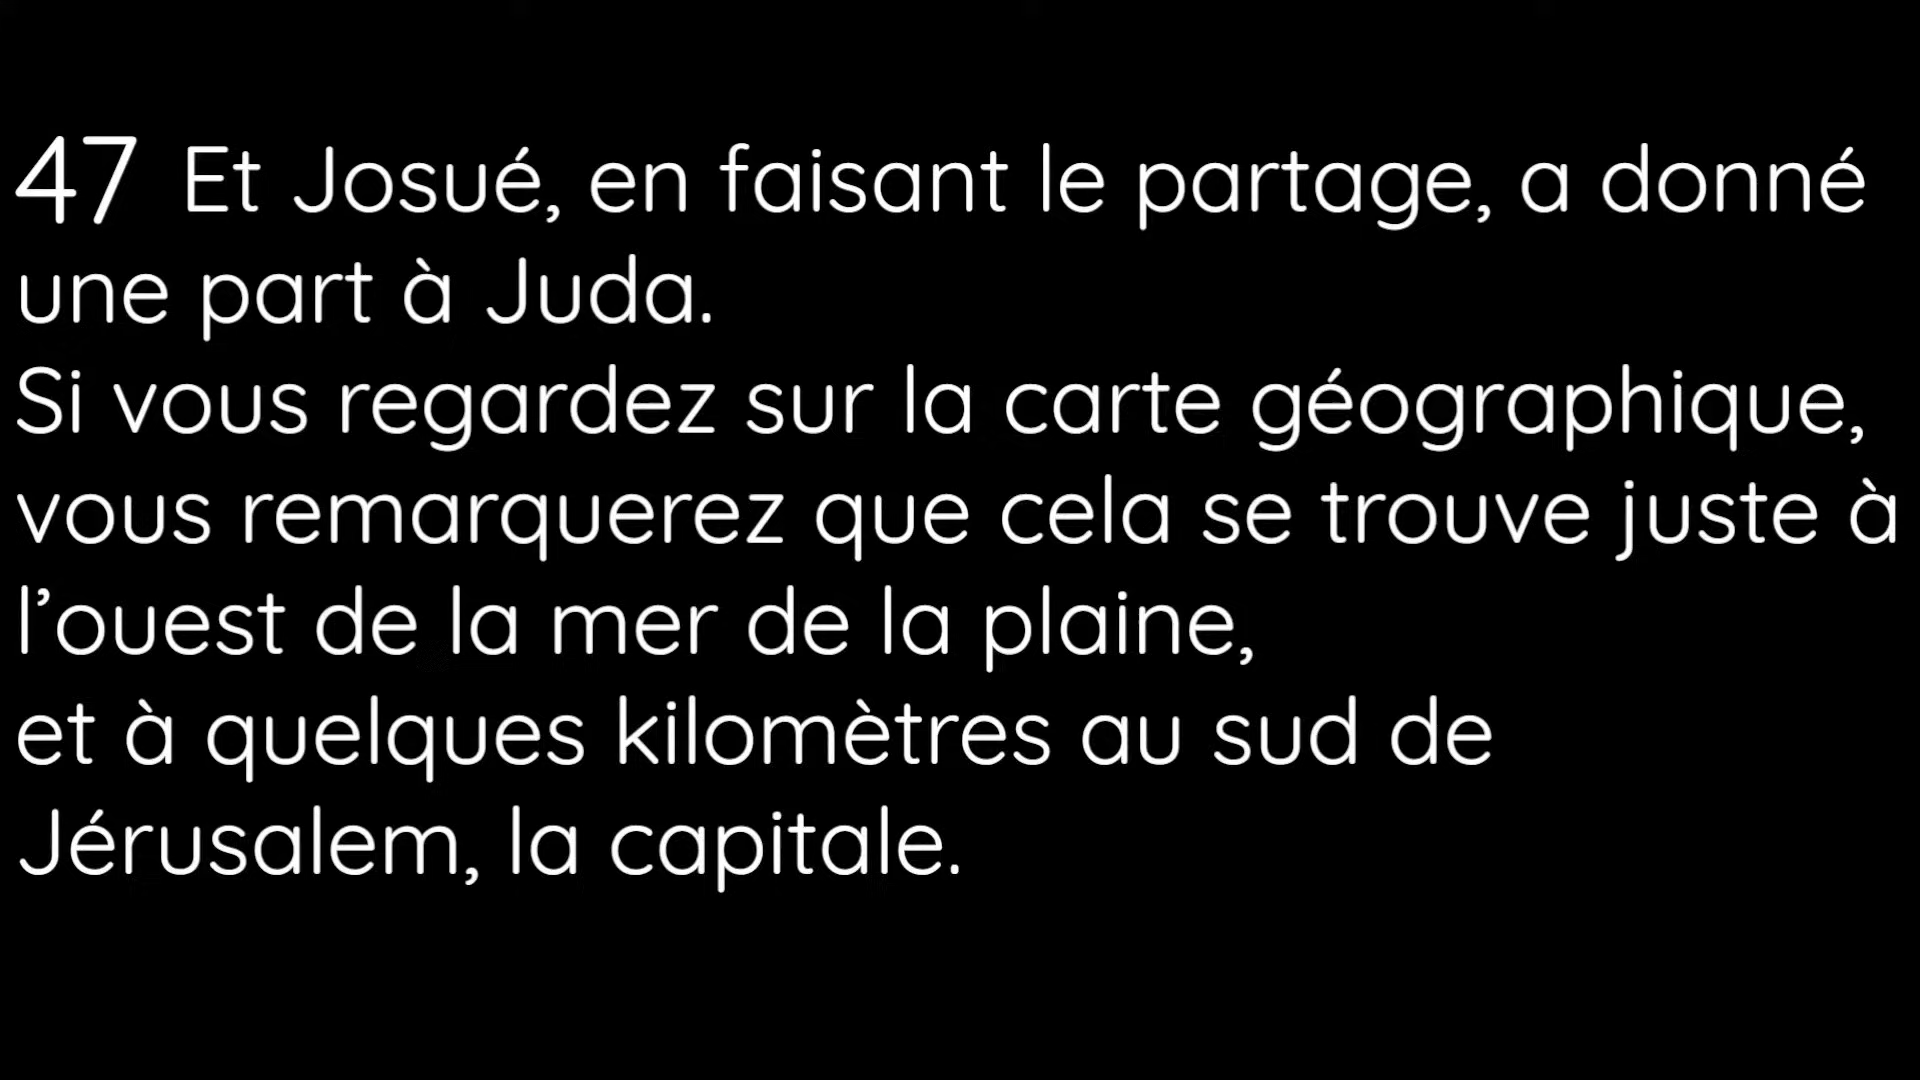 47 Et Josué, en faisant le partage, a donné
une part à Juda.
Si vous regardez sur la carte géographique,
vous remarquerez que cela se trouve juste à
l’ouest de la mer de la plaine,
et à quelques kilomètres au sud de
Jérusalem, la capitale.